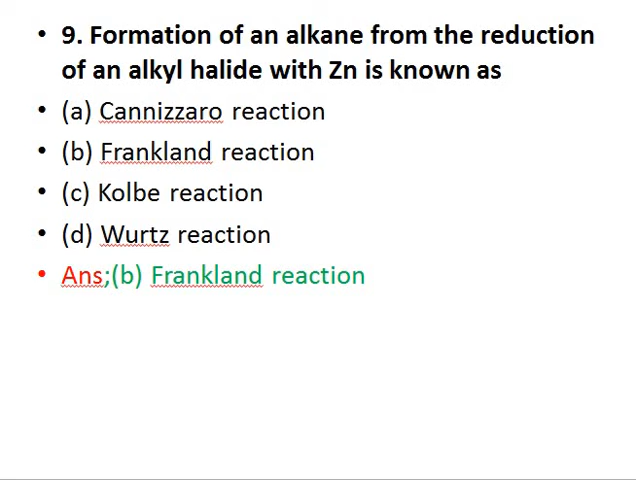 • 9. Formation of an alkane from the reduction
of an alkyl halide with Zn is known as
• (a) Cannizzaro reaction
• (b) Frankland reaction
• (c) Kolbe reaction
• (d) Wurtz reaction
• Ans;(b) Frankland reaction